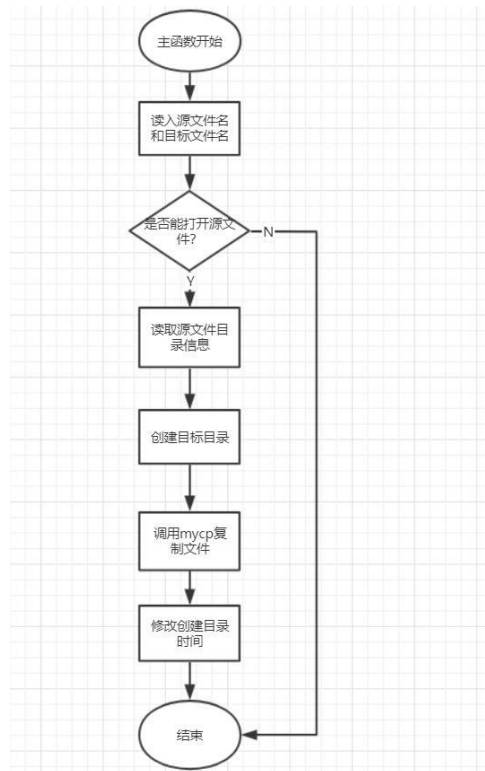 主函数开始
读入源文件名
和目标文件名
是否能打开源文
件？
N
Y
读取源文件目
录信息
创建目标目录
调用mycp复
制文件
修改创建目录
时间
结束